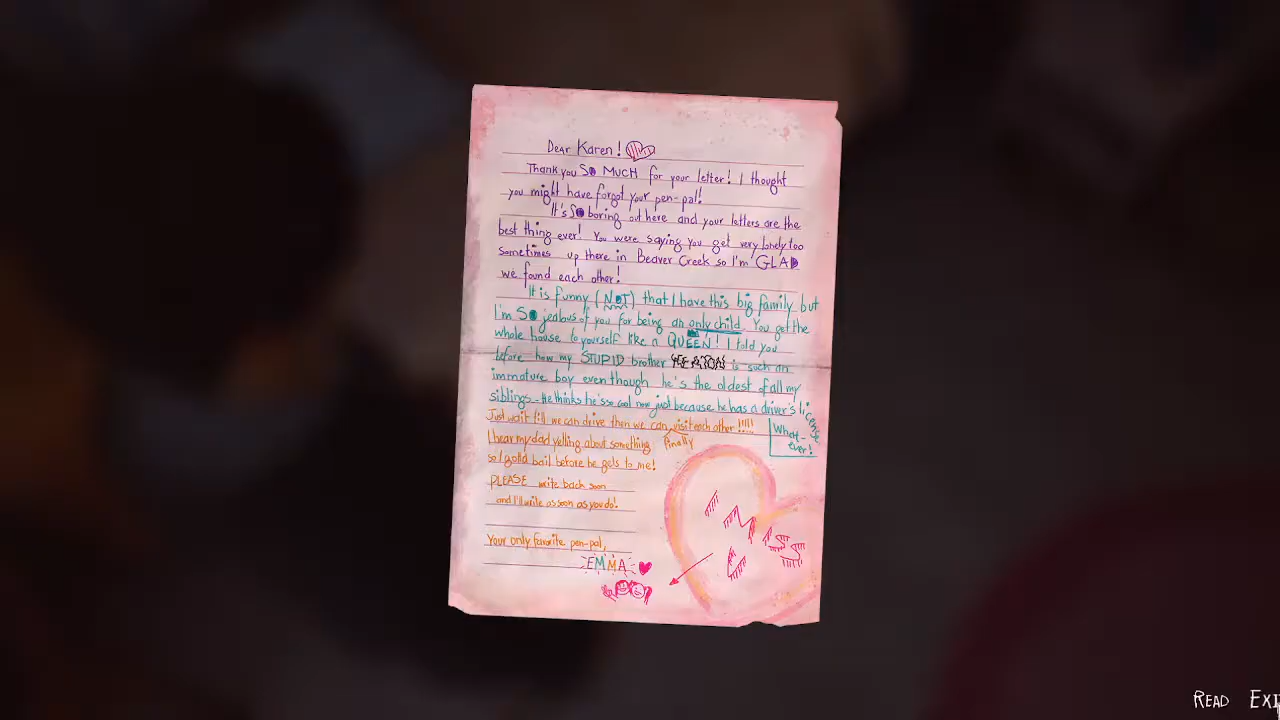 Dear Karen!
Thank you SO MUCH for your letter! I thought
you might have forgot your pen-pal!
It's SO boring out here and your letters are the
best thing ever! You were saying you get very lonely too
sometimes up there in Beaver Creek so I'm GLAD
we found each other!
It is funny (NOT) that I have this big family but
I'm SO jealous of you for being an only child. You get the
whole house to yourself like a QUEEN! I told you
before how my STUPID brother is such an
immature boy even though he's the oldest of all my
siblings. He thinks he's so cool now just because he has a driver's license
What-
ever!
Just wait till we can drive then we can finally visit each other!!!!!
I hear my dad yelling about something
so I gotta bail before he gets to me!
PLEASE write back soon
and I'll write as soon as you do!
Your only favorite pen-pal,
EMMA
I MISS
U
READ EXI